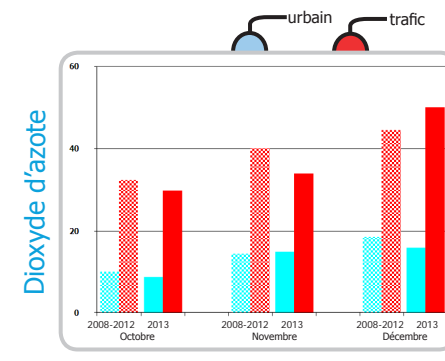 urbain
trafic
Dioxyde d'azote
60
40
20
0
2008-2012 2013 2008-2012 2013 2008-2012 2013
Octobre Novembre Décembre